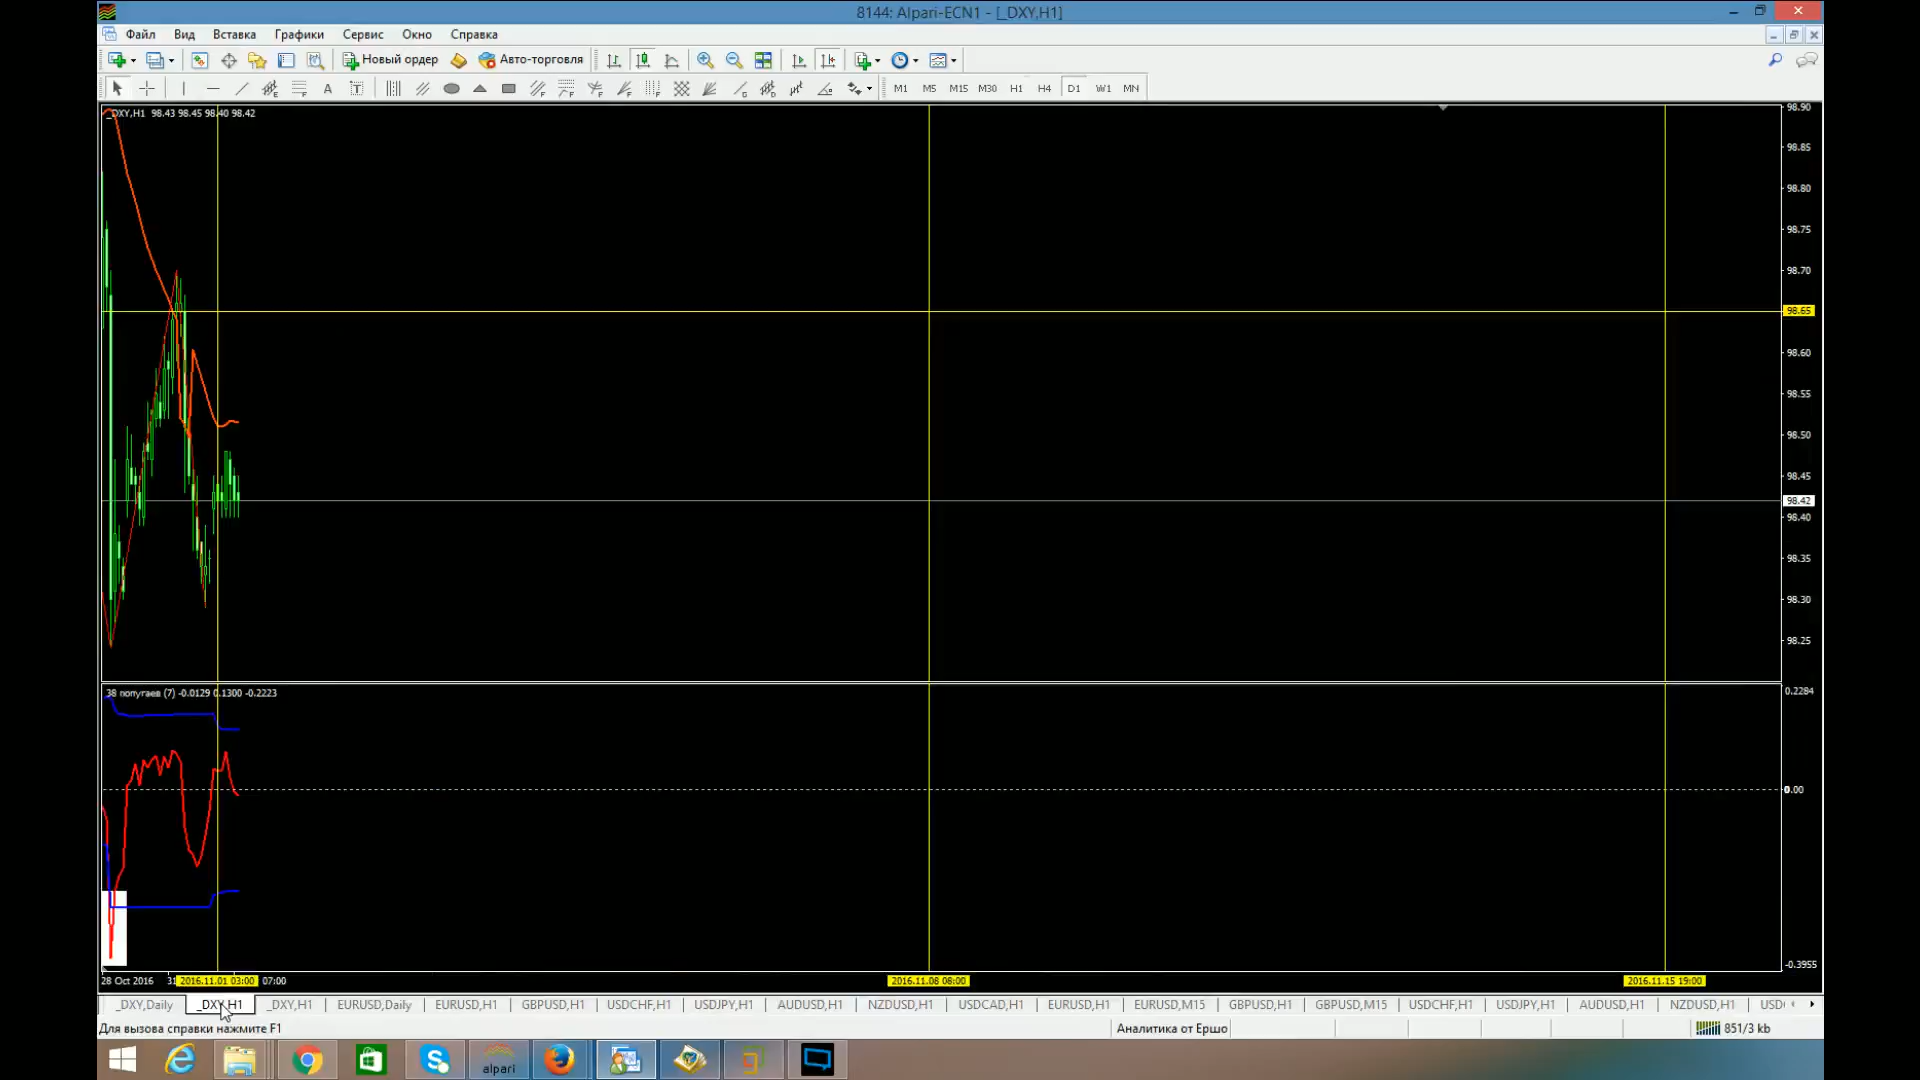 8144: Alpari-ECN1 - [_DXY,H1]
Файл Вид Вставка Графики Сервис Окно Справка
Новый ордер Авто-торговля
A T M1 M5 M15 M30 H1 H4 D1 W1 MN
_DXY,H1 98.43 98.45 98.40 98.42
98.90
98.85
98.80
98.75
98.70
98.65
98.60
98.55
98.50
98.45
98.42
98.40
98.35
98.30
98.25
38 попугаев (7) -0.0129 0.1300 -0.2223
0.2284
0.00
-0.3955
28 Oct 2016 31 2016.11.01 03:00 07:00 2016.11.08 08:00 2016.11.15 19:00
_DXY,Daily _DXY,H1 _DXY,H1 EURUSD,Daily EURUSD,H1 GBPUSD,H1 USDCHF,H1 USDJPY,H1 AUDUSD,H1 NZDUSD,H1 USDCAD,H1 EURUSD,H1 EURUSD,M15 GBPUSD,H1 GBPUSD,M15 USDCHF,H1 USDJPY,H1 AUDUSD,H1 NZDUSD,H1 USD
Для вызова справки нажмите F1 Аналитика от Ершо 851/3 kb
alpari